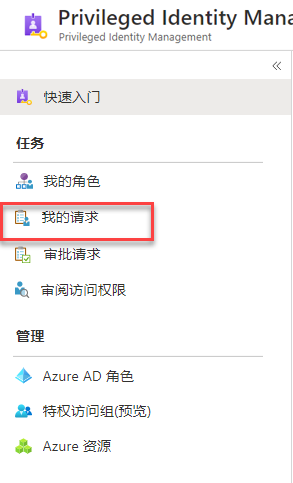 Privileged Identity Mana
Privileged Identity Management
«
快速入门
任务
我的角色
我的请求
审批请求
审阅访问权限
管理
Azure AD 角色
特权访问组(预览)
Azure 资源